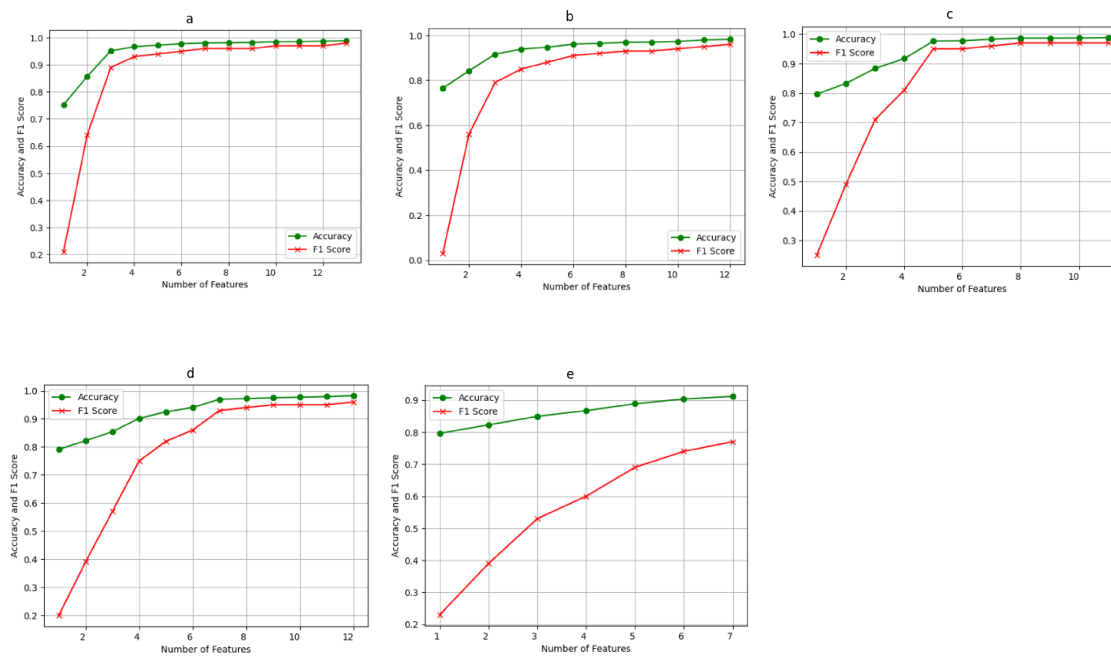 a
1.0
0.9
0.8
0.7
0.6
0.5
0.4
0.3
0.2
Accuracy and F1 Score
Accuracy
F1 Score
2 4 6 8 10 12
Number of Features
b
1.0
0.8
0.6
0.4
0.2
0.0
Accuracy and F1 Score
Accuracy
F1 Score
2 4 6 8 10 12
Number of Features
c
1.0
0.9
0.8
0.7
0.6
0.5
0.4
0.3
Accuracy and F1 Score
Accuracy
F1 Score
2 4 6 8 10
Number of Features
d
1.0
0.9
0.8
0.7
0.6
0.5
0.4
0.3
0.2
Accuracy and F1 Score
Accuracy
F1 Score
2 4 6 8 10 12
Number of Features
e
0.9
0.8
0.7
0.6
0.5
0.4
0.3
0.2
Accuracy and F1 Score
Accuracy
F1 Score
1 2 3 4 5 6 7
Number of Features